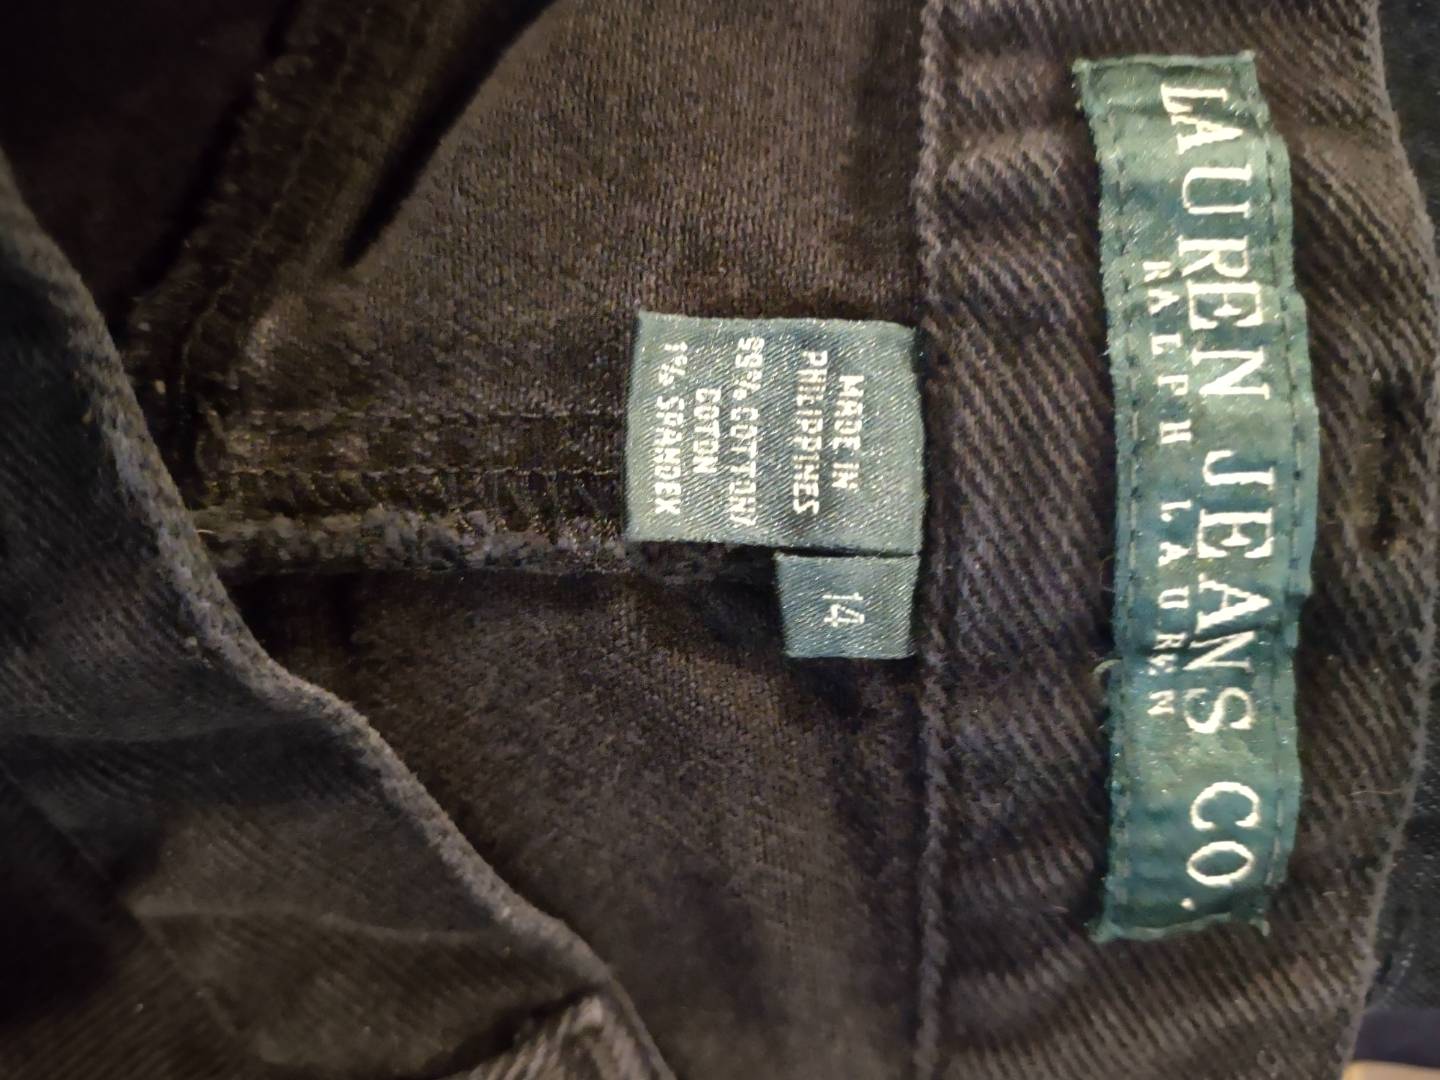 LAUREN JEANS CO.
RALPH LAUREN
MADE IN
PHILIPPINES
99% COTTON/
COTON
1% SPANDEX
14